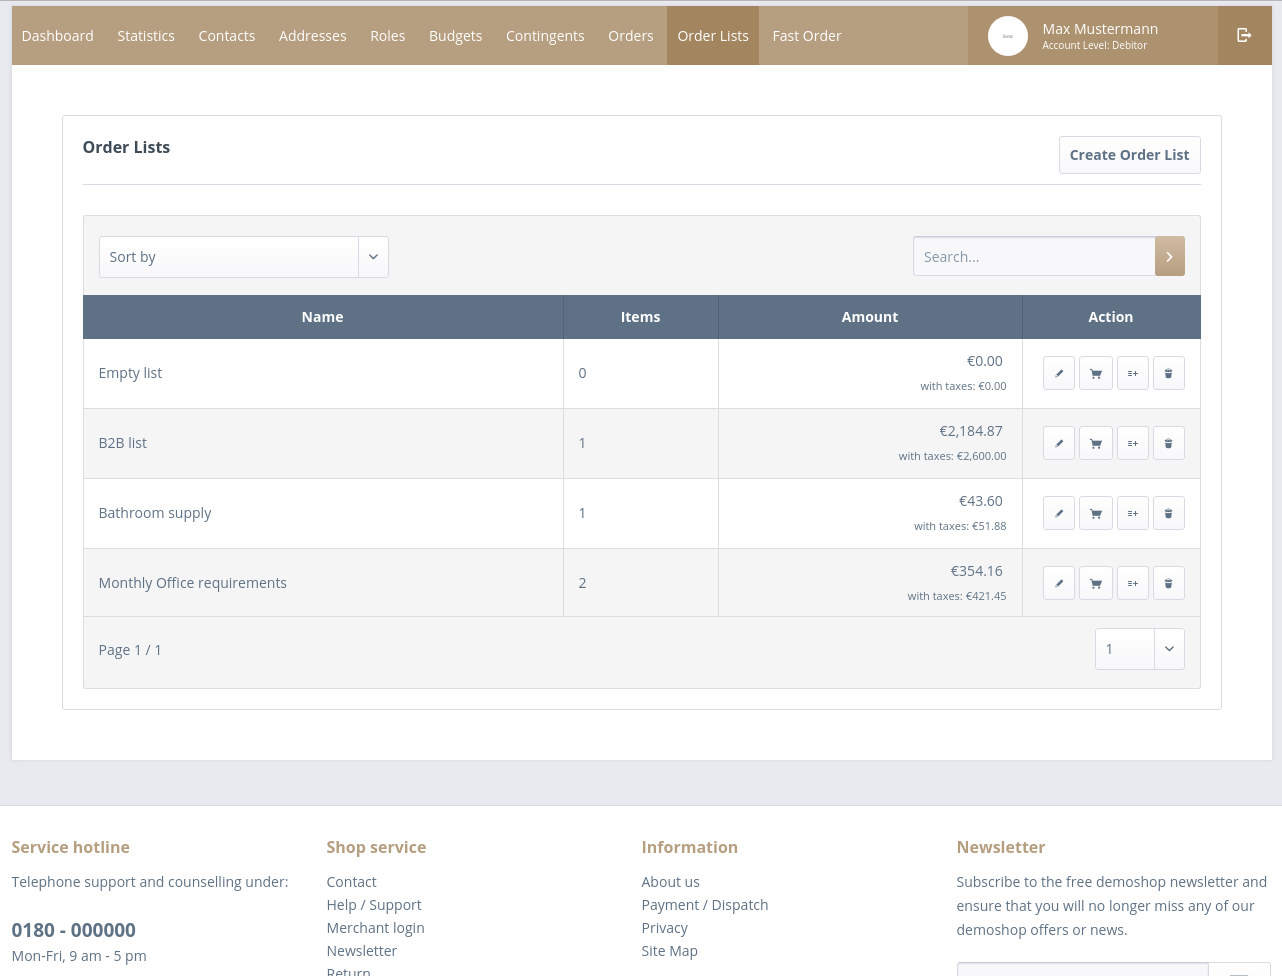 Dashboard Statistics Contacts Addresses Roles Budgets Contingents Orders Order Lists Fast Order Max Mustermann
Account Level: Debitor
Order Lists
Create Order List
Sort by Search...
Name Items Amount Action
Empty list 0 €0.00
with taxes: €0.00
B2B list 1 €2,184.87
with taxes: €2,600.00
Bathroom supply 1 €43.60
with taxes: €51.88
Monthly Office requirements 2 €354.16
with taxes: €421.45
Page 1 / 1 1
Service hotline
Telephone support and counselling under:
0180 - 000000
Mon-Fri, 9 am - 5 pm
Shop service
Contact
Help / Support
Merchant login
Newsletter
Return
Information
About us
Payment / Dispatch
Privacy
Site Map
Newsletter
Subscribe to the free demoshop newsletter and
ensure that you will no longer miss any of our
demoshop offers or news.